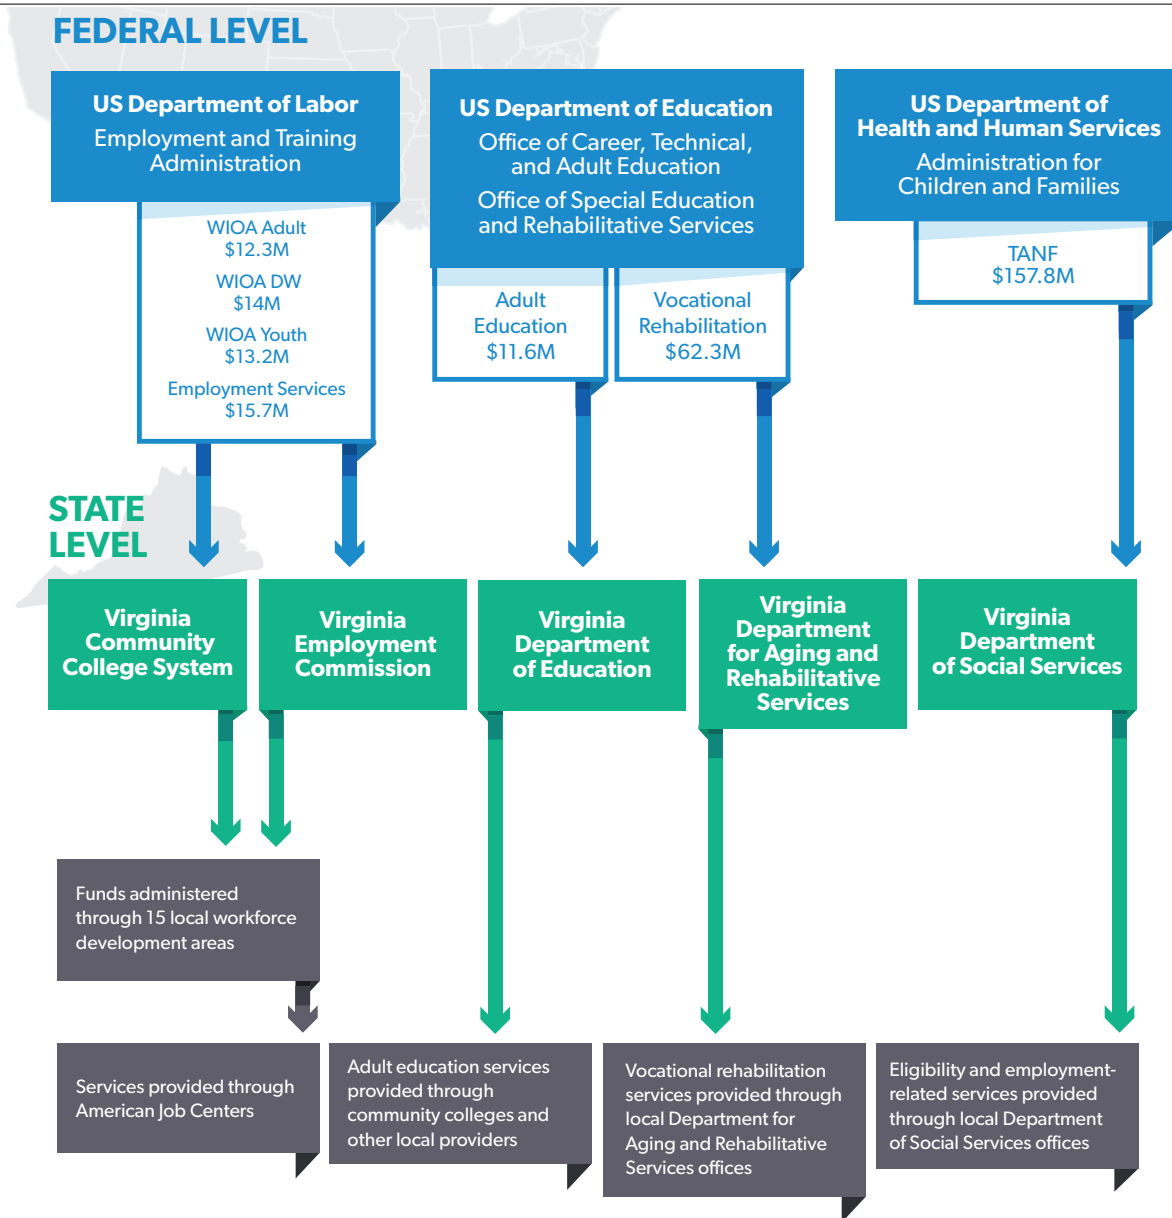 FEDERAL LEVEL
US Department of Labor
Employment and Training
Administration
WIOA Adult
$12.3M
WIOA DW
$14M
WIOA Youth
$13.2M
Employment Services
$15.7M
US Department of Education
Office of Career, Technical,
and Adult Education
Office of Special Education
and Rehabilitative Services
Adult
Education
$11.6M
Vocational
Rehabilitation
$62.3M
US Department of
Health and Human Services
Administration for
Children and Families
TANF
$157.8M
STATE
LEVEL
Virginia
Community
College System
Virginia
Employment
Commission
Virginia
Department
of Education
Virginia
Department
for Aging and
Rehabilitative
Services
Virginia
Department
of Social Services
Funds administered
through 15 local workforce
development areas
Services provided through
American Job Centers
Adult education services
provided through
community colleges and
other local providers
Vocational rehabilitation
services provided through
local Department for
Aging and Rehabilitative
Services offices
Eligibility and employment-
related services provided
through local Department
of Social Services offices